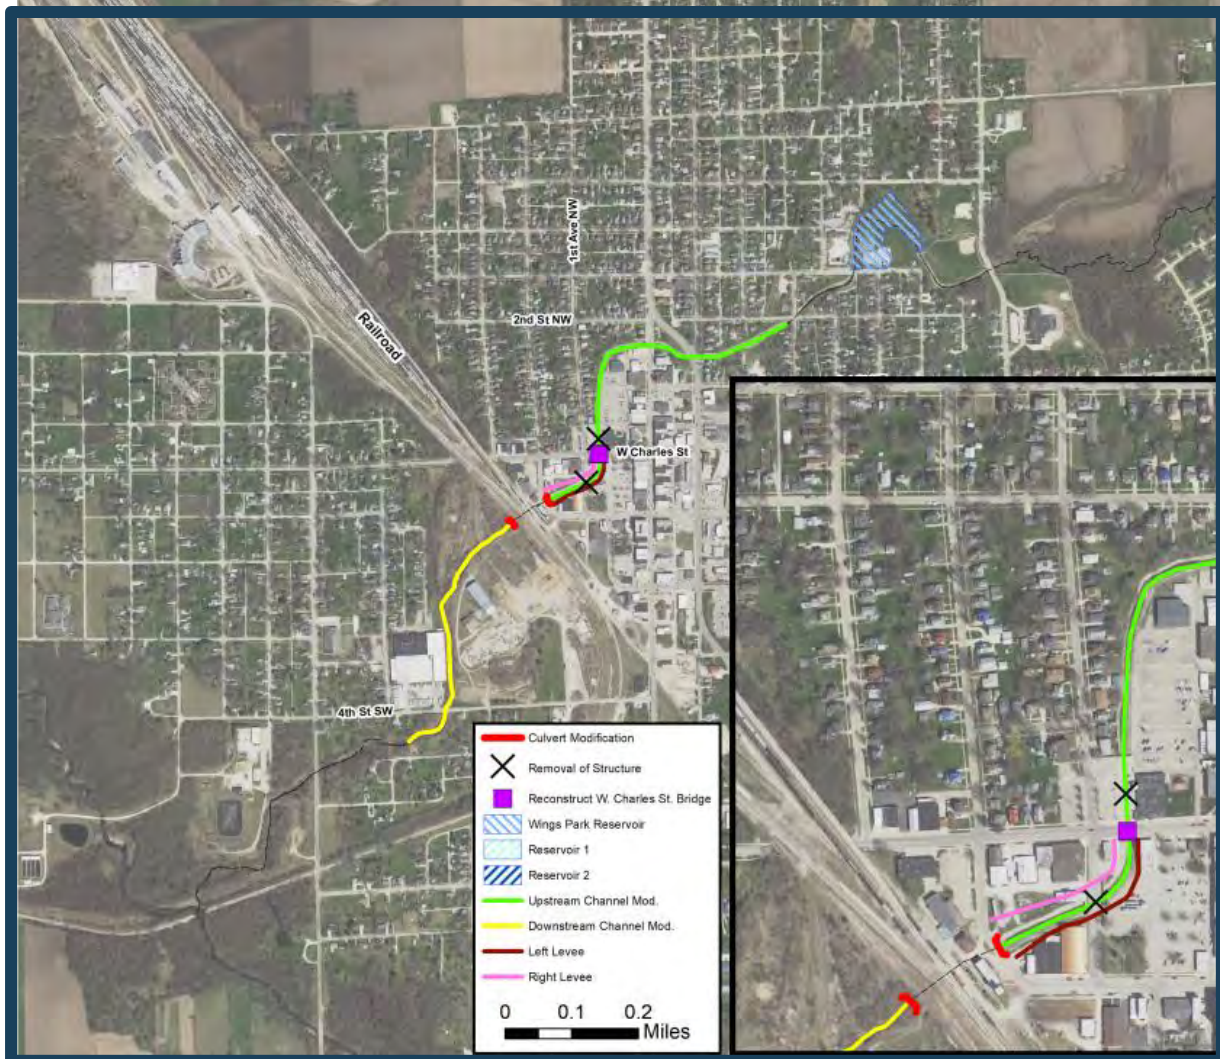 1st Ave NW
2nd St NW
Railroad
W Charles St
4th St SW
Culvert Modification
Removal of Structure
Reconstruct W. Charles St. Bridge
Wings Park Reservoir
Reservoir 1
Reservoir 2
Upstream Channel Mod.
Downstream Channel Mod.
Left Levee
Right Levee
0 0.1 0.2
Miles